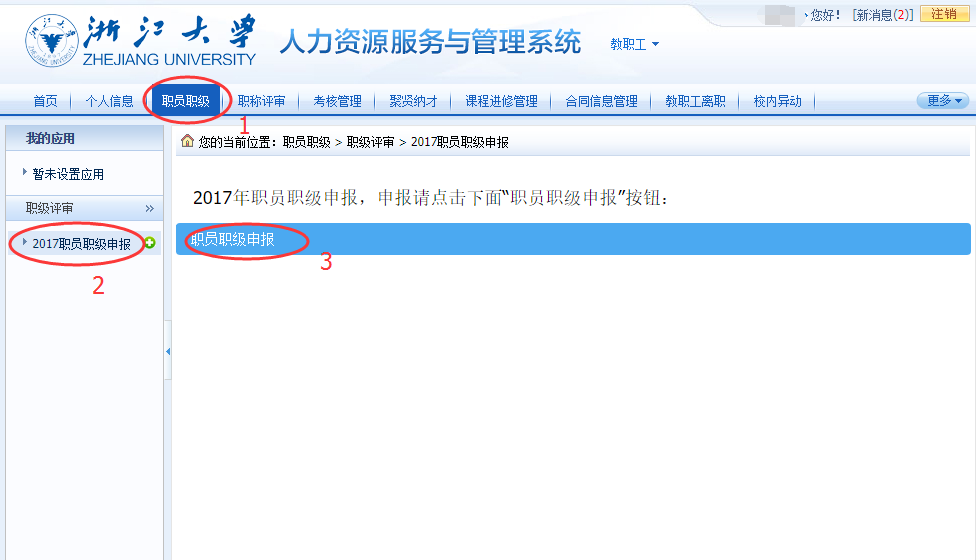 浙江大学
ZHEJIANG UNIVERSITY
人力资源服务与管理系统
教职工
您好! [新消息(2)] 注销
首页 个人信息 职员职级 职称评审 考核管理 聚贤纳才 课程进修管理 合同信息管理 教职工离职 校内异动 更多
1
我的应用
您的当前位置：职员职级 > 职级评审 > 2017职员职级申报
暂未设置应用
2017年职员职级申报，申报请点击下面“职员职级申报”按钮：
职级评审 »
2017职员职级申报
职员职级申报
2
3